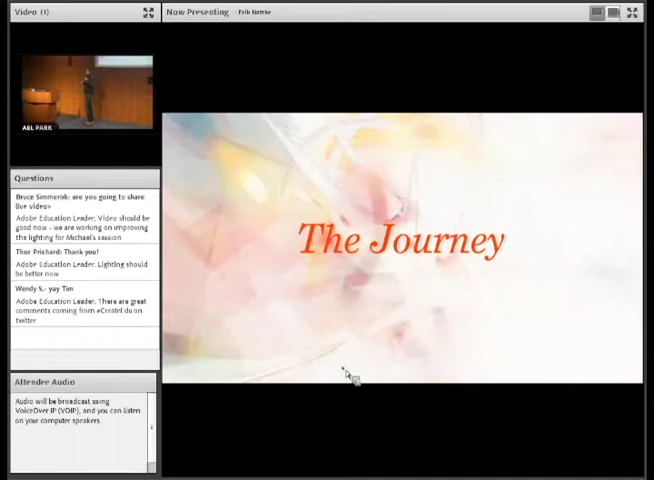 Video (1)
Now Presenting - Erik Natzke
AEL PARK
Questions
Bruce Simmerok: are you going to share
live video>
Adobe Education Leader: Video should be
good now - we are working on improving
the lighting for Michael's session
Thor Prichard: Thank you!
Adobe Education Leader: Lighting should
be better now
Wendy S.: yay Tim
Adobe Education Leader: There are great
comments coming from #CreateEdu on
twitter
The Journey
Attendee Audio
Audio will be broadcast using
VoiceOver IP (VOIP), and you can listen
on your computer speakers.